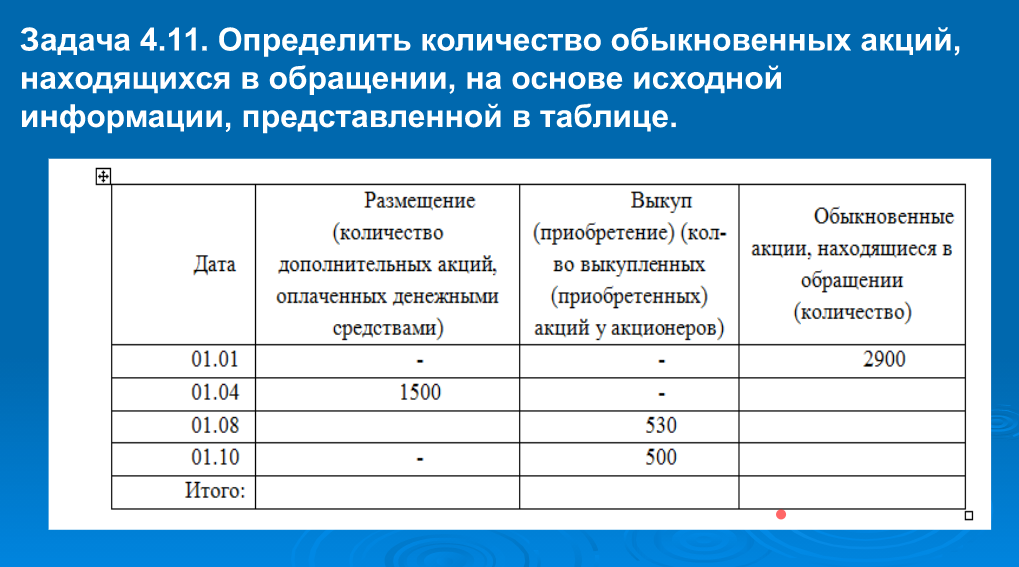 Задача 4.11. Определить количество обыкновенных акций,
находящихся в обращении, на основе исходной
информации, представленной в таблице.
Дата
Размещение
(количество
дополнительных акций,
оплаченных денежными
средствами)
Выкуп
(приобретение) (кол-
во выкупленных
(приобретенных)
акций у акционеров)
Обыкновенные
акции, находящиеся в
обращении
(количество)
01.01 - - 2900
01.04 1500 -
01.08 530
01.10 - 500
Итого: